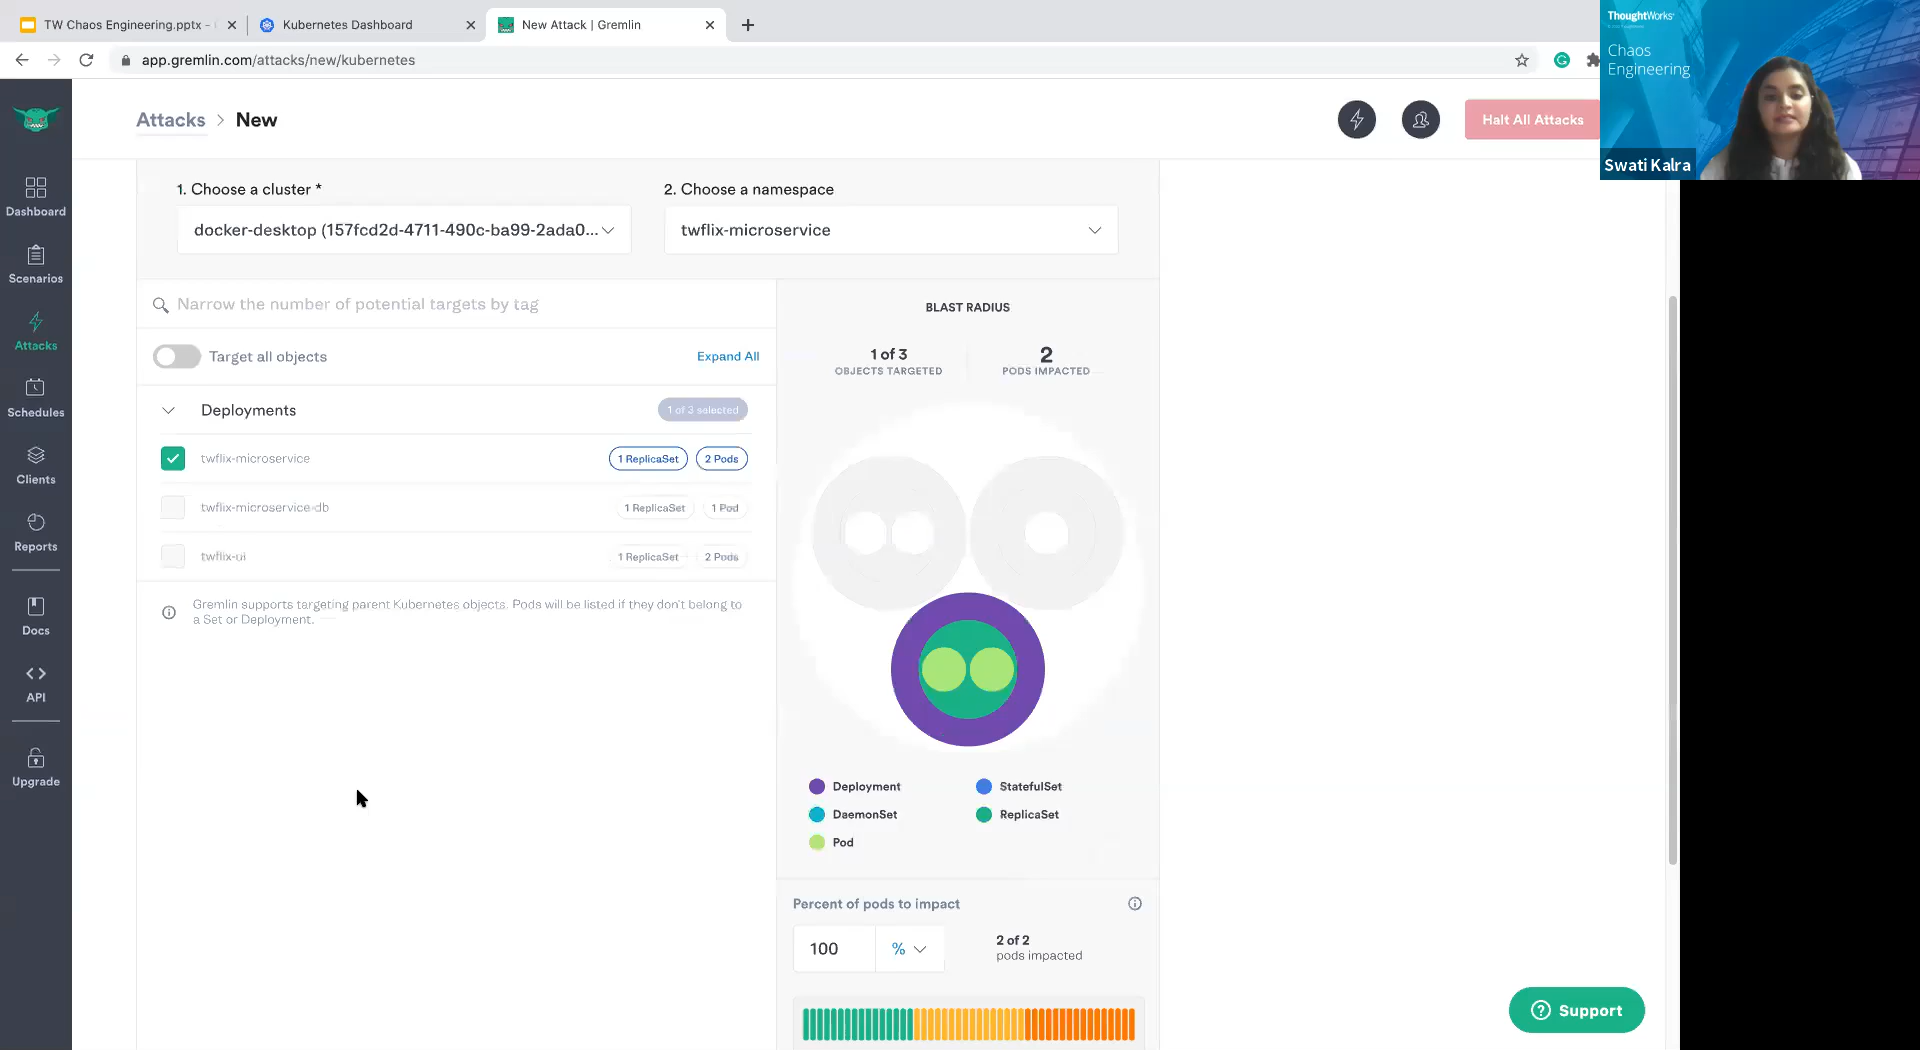 TW Chaos Engineering.pptx -
Kubernetes Dashboard
New Attack | Gremlin
app.gremlin.com/attacks/new/kubernetes
ThoughtWorks
Chaos
Engineering
Swati Kalra
Attacks > New
Halt All Attacks
Dashboard
Scenarios
Attacks
Schedules
Clients
Reports
Docs
API
Upgrade
1. Choose a cluster *
2. Choose a namespace
docker-desktop (157fcd2d-4711-490c-ba99-2ada0...
twflix-microservice
Narrow the number of potential targets by tag
Target all objects
Expand All
Deployments
1 of 3 selected
twflix-microservice
1 ReplicaSet
2 Pods
twflix-microservice-db
1 ReplicaSet
1 Pod
twflix-ui
1 ReplicaSet
2 Pods
Gremlin supports targeting parent Kubernetes objects. Pods will be listed if they don't belong to
a Set or Deployment.
BLAST RADIUS
1 of 3
OBJECTS TARGETED
2
PODS IMPACTED
Deployment
StatefulSet
DaemonSet
ReplicaSet
Pod
Percent of pods to impact
100
%
2 of 2
pods impacted
Support